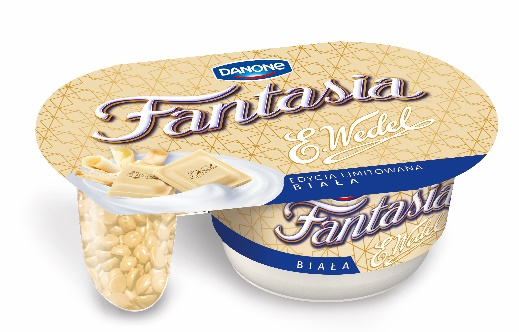 DANONE
Fantasia
E. Wedel
EDYCJA LIMITOWANA
BIAŁA
Fantasia
E. Wedel
BIAŁA